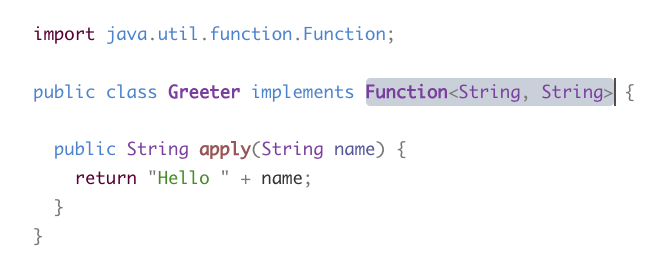 import java.util.function.Function;
public class Greeter implements Function<String, String> {
public String apply(String name) {
return "Hello " + name;
}
}